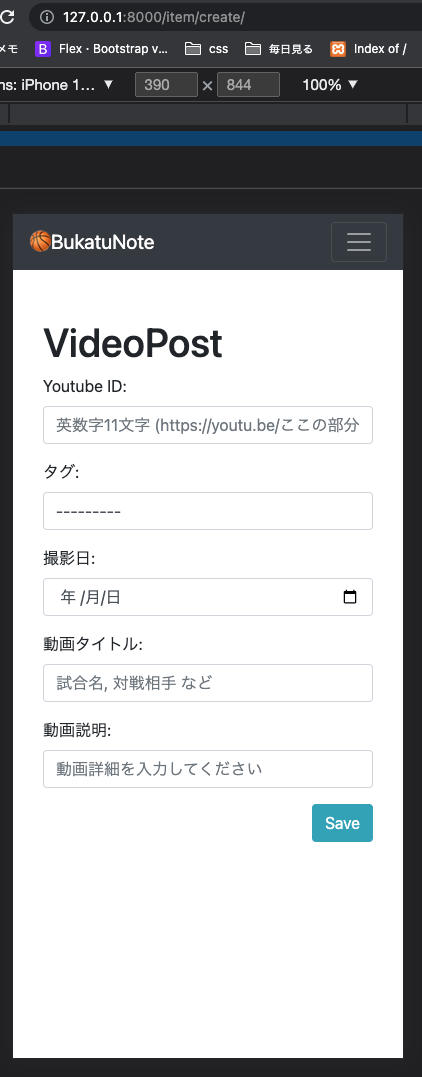 127.0.0.1:8000/item/create/
メモ Flex · Bootstrap v... css 毎日見る Index of /
ns: iPhone 1... ▼ 390 × 844 100% ▼
BukatuNote
VideoPost
Youtube ID:
英数字11文字 (https://youtu.be/ここの部分
タグ:
---------
撮影日:
年 /月/日
動画タイトル:
試合名, 対戦相手 など
動画説明:
動画詳細を入力してください
Save